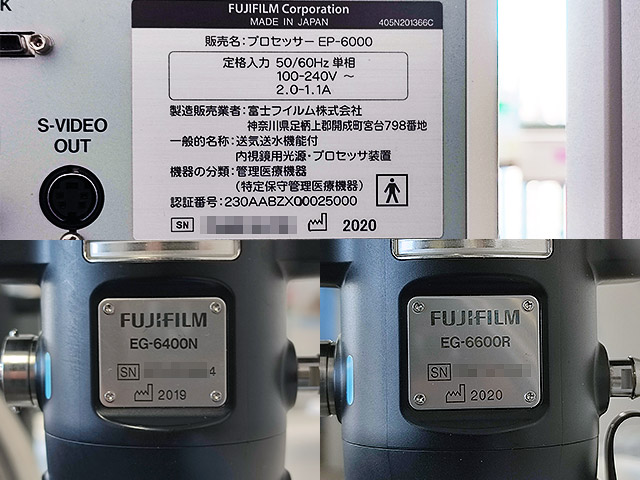 K
FUJIFILM Corporation
MADE IN JAPAN
405N201366C
販売名：プロセッサー EP-6000
定格入力 50/60Hz 単相
100-240V ～
2.0-1.1A
製造販売業者：富士フイルム株式会社
神奈川県足柄上郡開成町宮台798番地
一般的名称：送気送水機能付
内視鏡用光源・プロセッサ装置
機器の分類：管理医療機器
（特定保守管理医療機器）
認証番号：230AABZX00025000
SN
2020
S-VIDEO
OUT
FUJIFILM
EG-6400N
SN 4
2019
FUJIFILM
EG-6600R
SN
2020